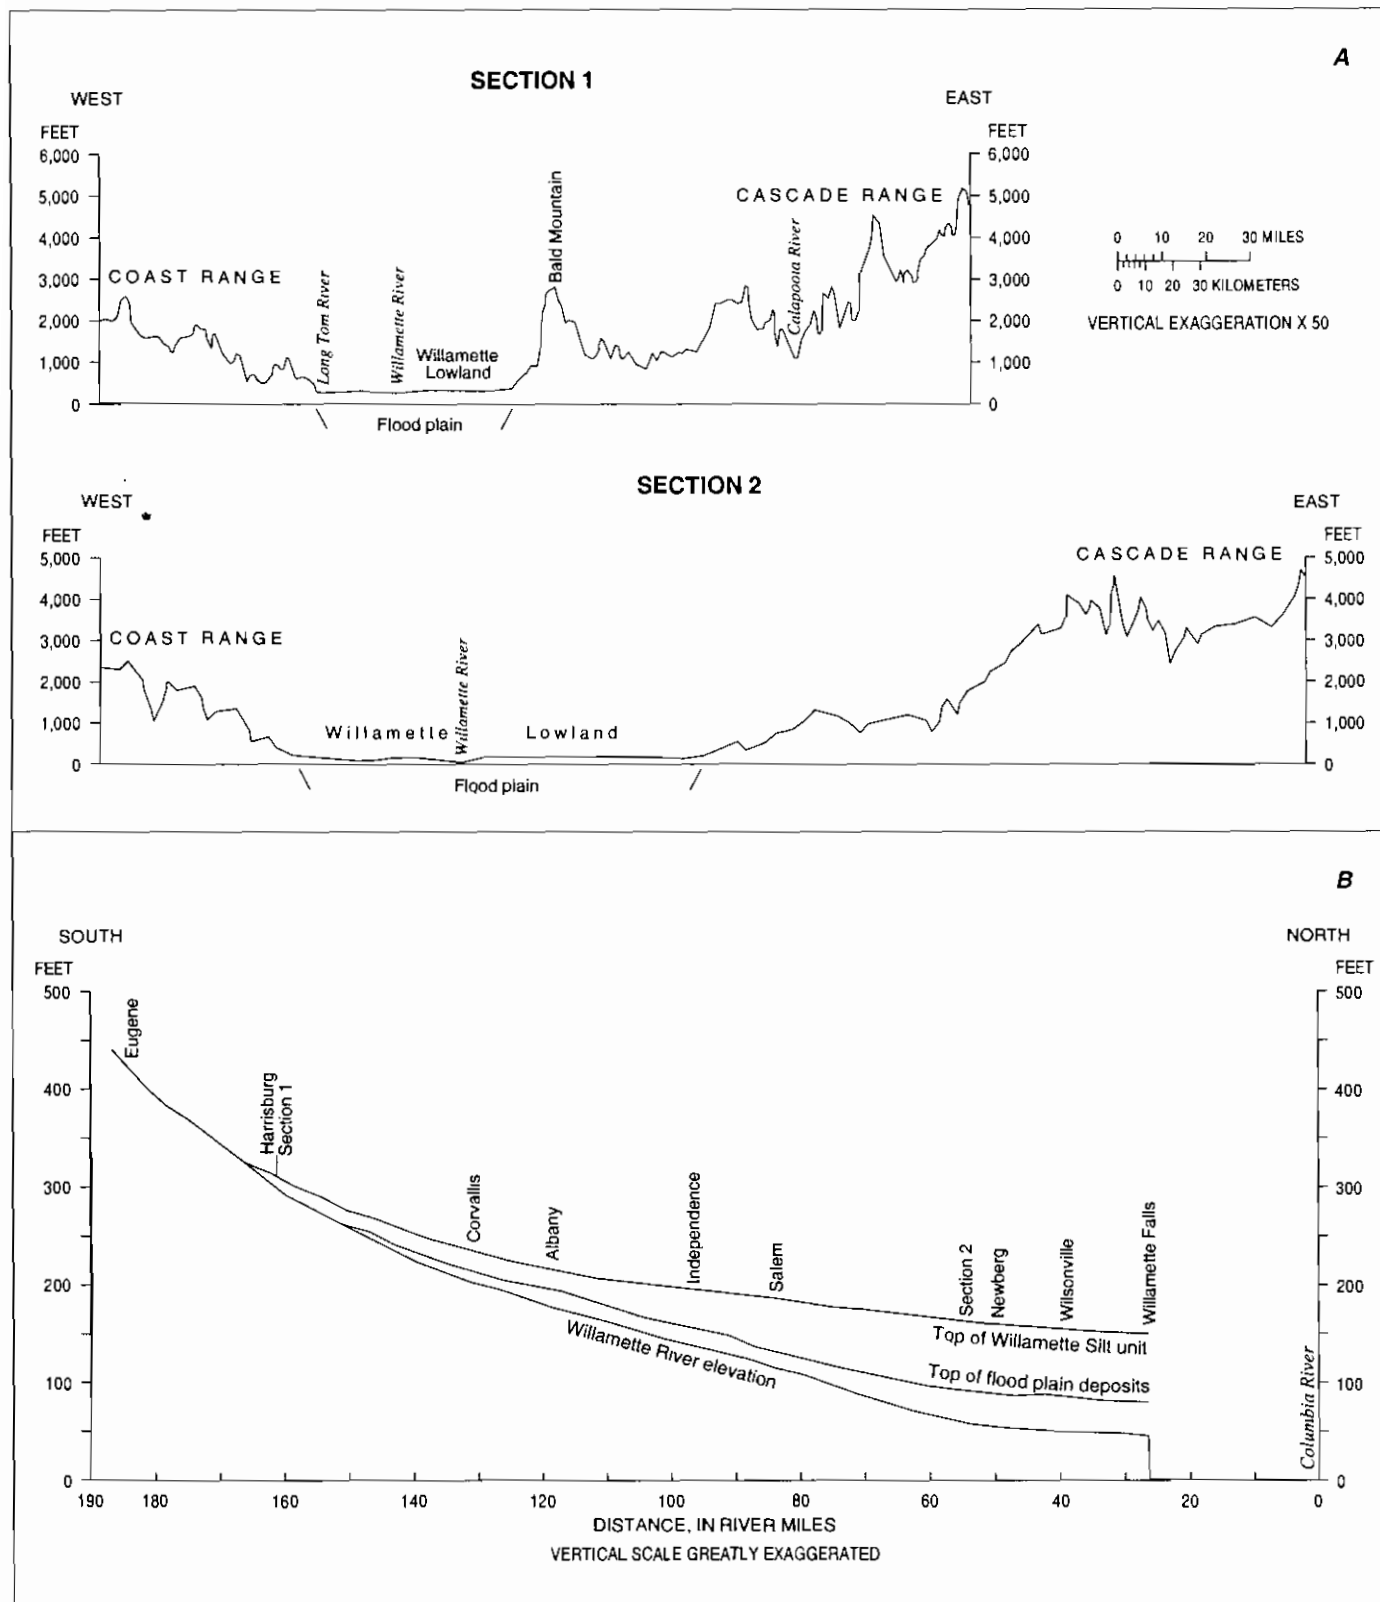 A
SECTION 1
WEST
EAST
FEET
FEET
6,000
5,000
4,000
3,000
2,000
1,000
0
6,000
5,000
4,000
3,000
2,000
1,000
0
COAST RANGE
Long Tom River
Willamette River
Willamette
Lowland
Bald Mountain
CASCADE RANGE
Calapoona River
Flood plain
0 10 20 30 MILES
0 10 20 30 KILOMETERS
VERTICAL EXAGGERATION X 50
SECTION 2
WEST
EAST
FEET
FEET
5,000
4,000
3,000
2,000
1,000
0
5,000
4,000
3,000
2,000
1,000
0
COAST RANGE
Willamette
Willamette River
Lowland
CASCADE RANGE
Flood plain
B
SOUTH
NORTH
FEET
FEET
500
400
300
200
100
0
500
400
300
200
100
0
Eugene
Harrisburg
Section 1
Corvallis
Albany
Independence
Salem
Section 2
Newberg
Wilsonville
Willamette Falls
Columbia River
Top of Willamette Silt unit
Top of flood plain deposits
Willamette River elevation
190 180 160 140 120 100 80 60 40 20 0
DISTANCE, IN RIVER MILES
VERTICAL SCALE GREATLY EXAGGERATED